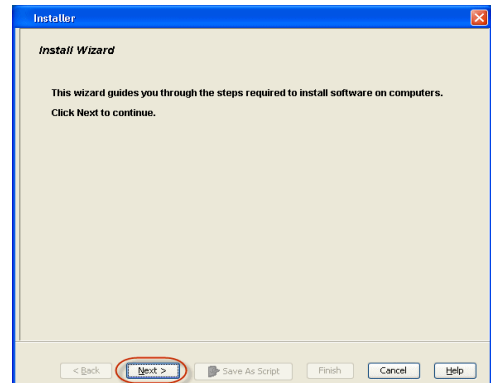 Installer
Install Wizard
This wizard guides you through the steps required to install software on computers.
Click Next to continue.
< Back Next > Save As Script Finish Cancel Help